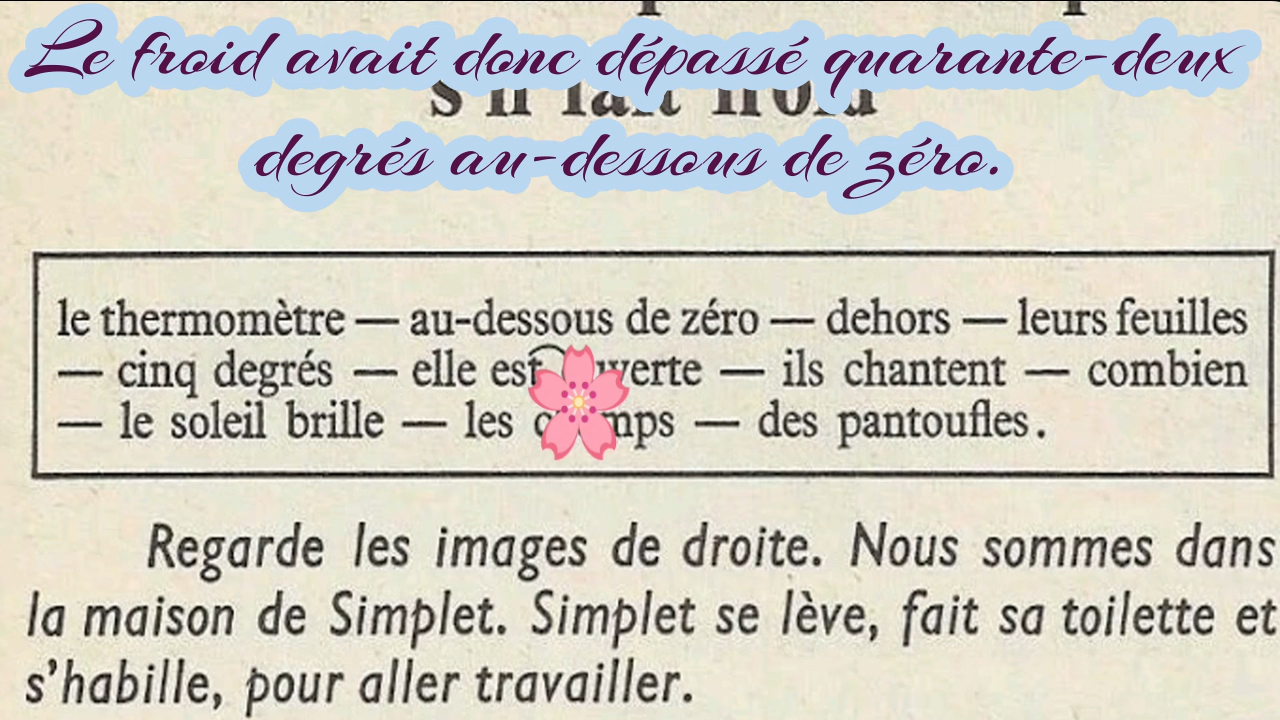 Le froid avait donc dépassé quarante-deux
degrés au-dessous de zéro.
le thermomètre — au-dessous de zéro — dehors — leurs feuilles
— cinq degrés — elle est — ils chantent — combien
— le soleil brille — les — des pantoufles.
Regarde les images de droite. Nous sommes dans
la maison de Simplet. Simplet se lève, fait sa toilette et
s'habille, pour aller travailler.